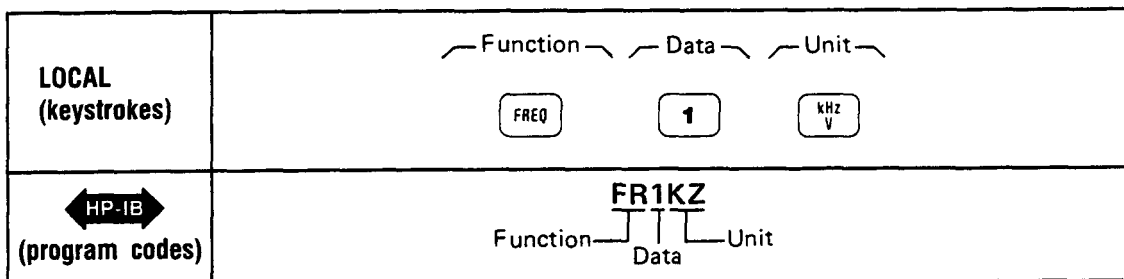 LOCAL
(keystrokes)
Function Data Unit
FREQ 1 kHz
V
HP-IB
(program codes)
FR1KZ
Function Unit
Data